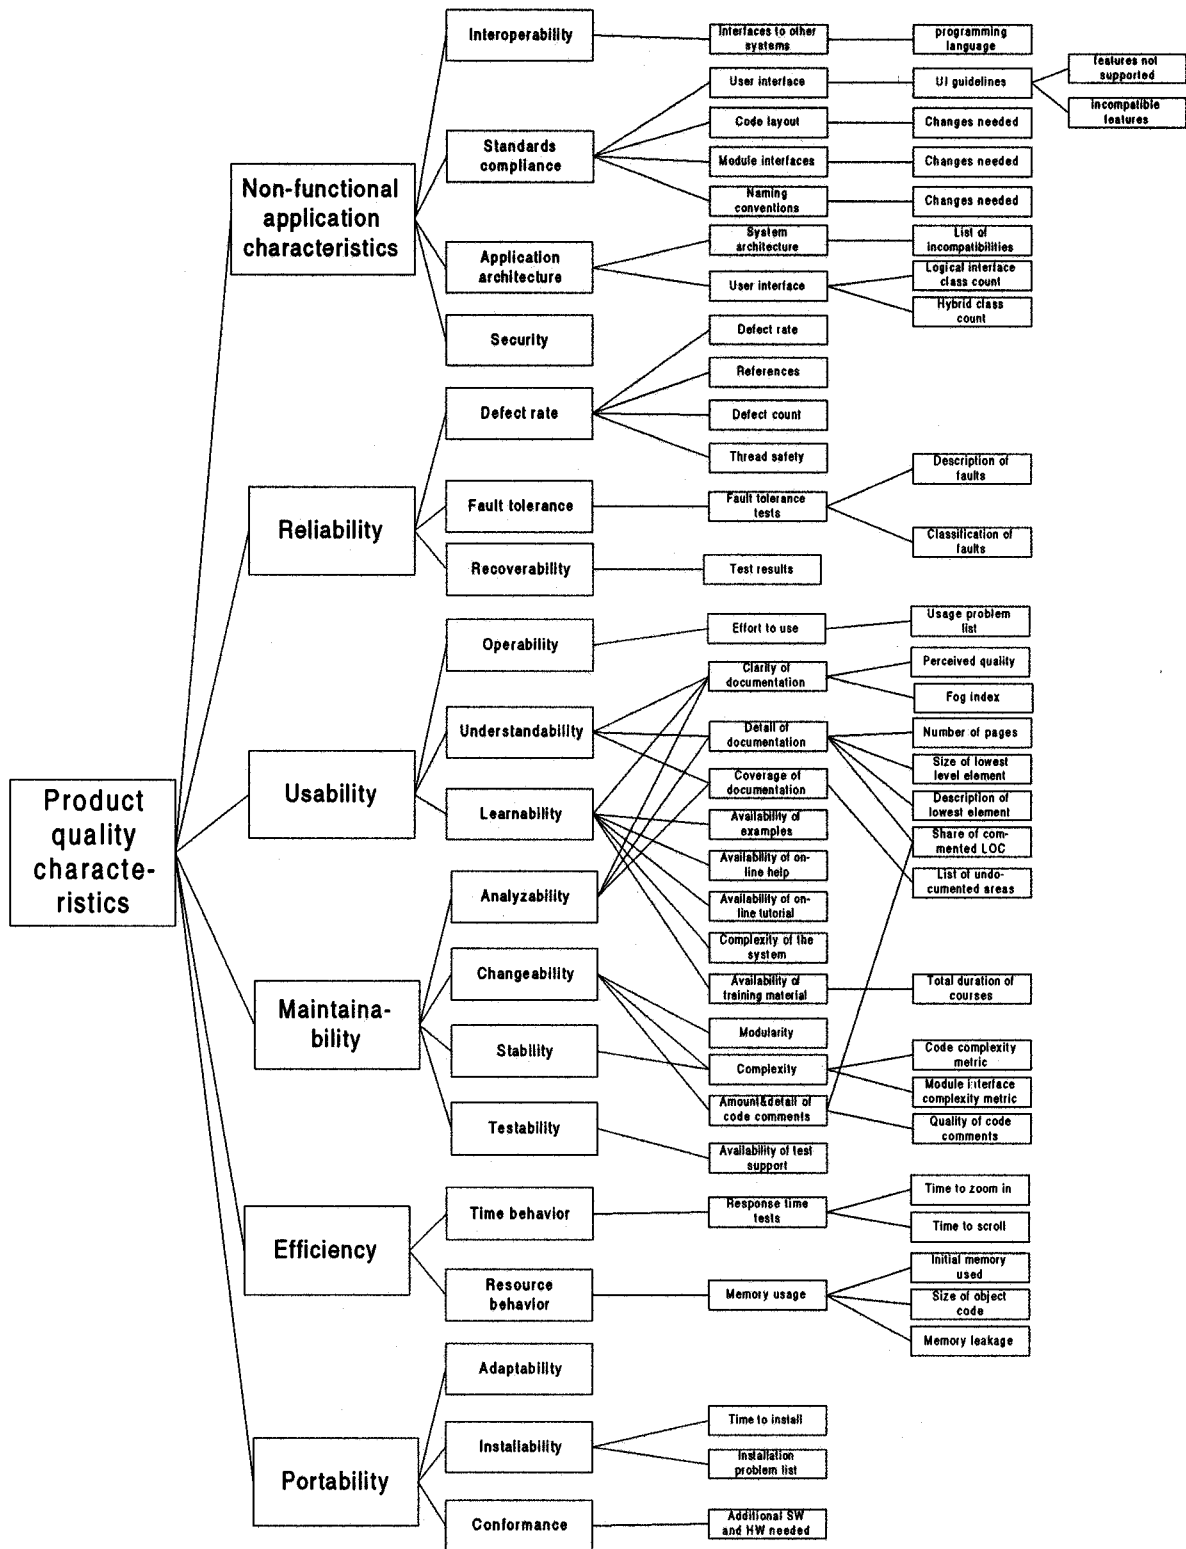 Product
quality
characte-
ristics
Non-functional
application
characteristics
Reliability
Usability
Maintaina-
bility
Efficiency
Portability
Interoperability
Standards
compliance
Application
architecture
Security
Defect rate
Fault tolerance
Recoverability
Operability
Understandability
Learnability
Analyzability
Changeability
Stability
Testability
Time behavior
Resource
behavior
Adaptability
Installability
Conformance
Interfaces to other
systems
User interface
Code layout
Module interfaces
Naming
conventions
System
architecture
User interface
Defect rate
References
Defect count
Thread safety
Fault tolerance
tests
Test results
Effort to use
Clarity of
documentation
Detail of
documentation
Coverage of
documentation
Availability of
examples
Availability of on-
line help
Availability of on-
line tutorial
Complexity of the
system
Availability of
training material
Modularity
Complexity
Amount&detail of
code comments
Availability of test
support
Response time
tests
Memory usage
Time to install
Installation
problem list
Additional SW
and HW needed
programming
language
UI guidelines
Changes needed
Changes needed
Changes needed
List of
incompatibilities
Logical interface
class count
Hybrid class
count
Description of
faults
Classification of
faults
Usage problem
list
Perceived quality
Fog index
Number of pages
Size of lowest
level element
Description of
lowest element
Share of com-
mented LOC
List of undo-
cumented areas
Total duration of
courses
Code complexity
metric
Module interface
complexity metric
Quality of code
comments
Time to zoom in
Time to scroll
Initial memory
used
Size of object
code
Memory leakage
features not
supported
Incompatible
features